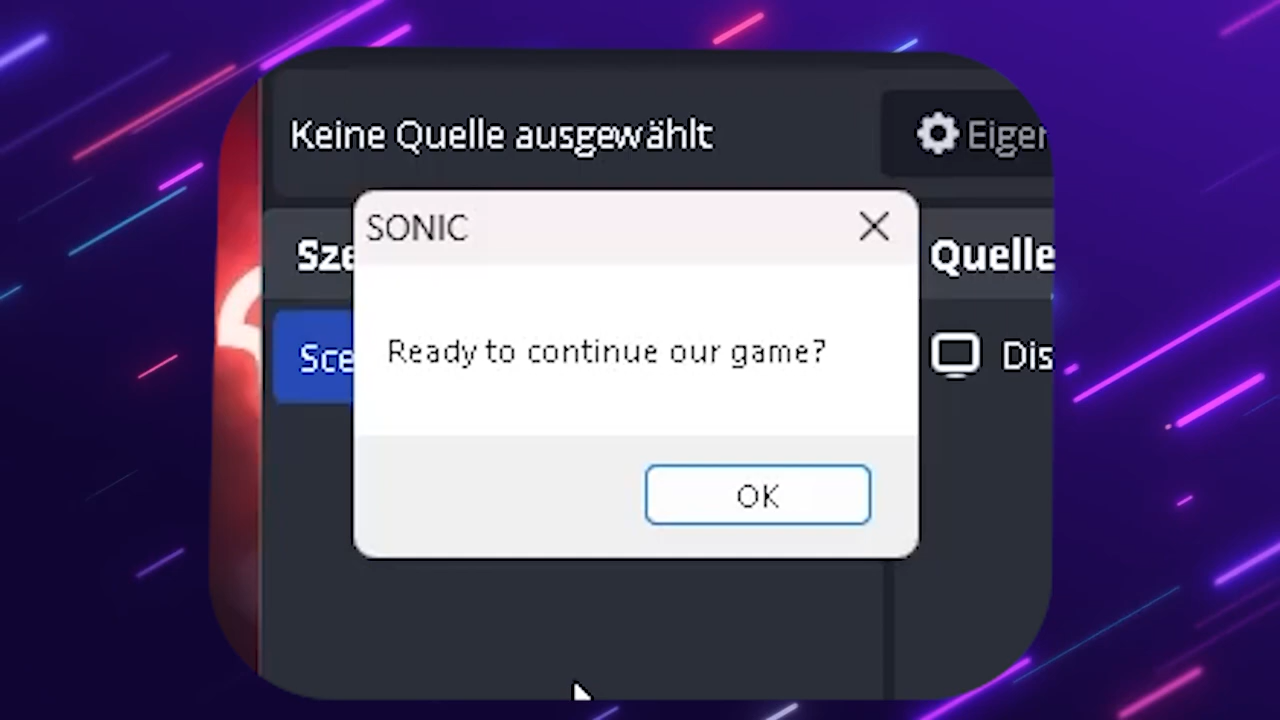 Keine Quelle ausgewählt
Eigen
SONIC
Sze
Quelle
Ready to continue our game?
Sce
Dis
OK